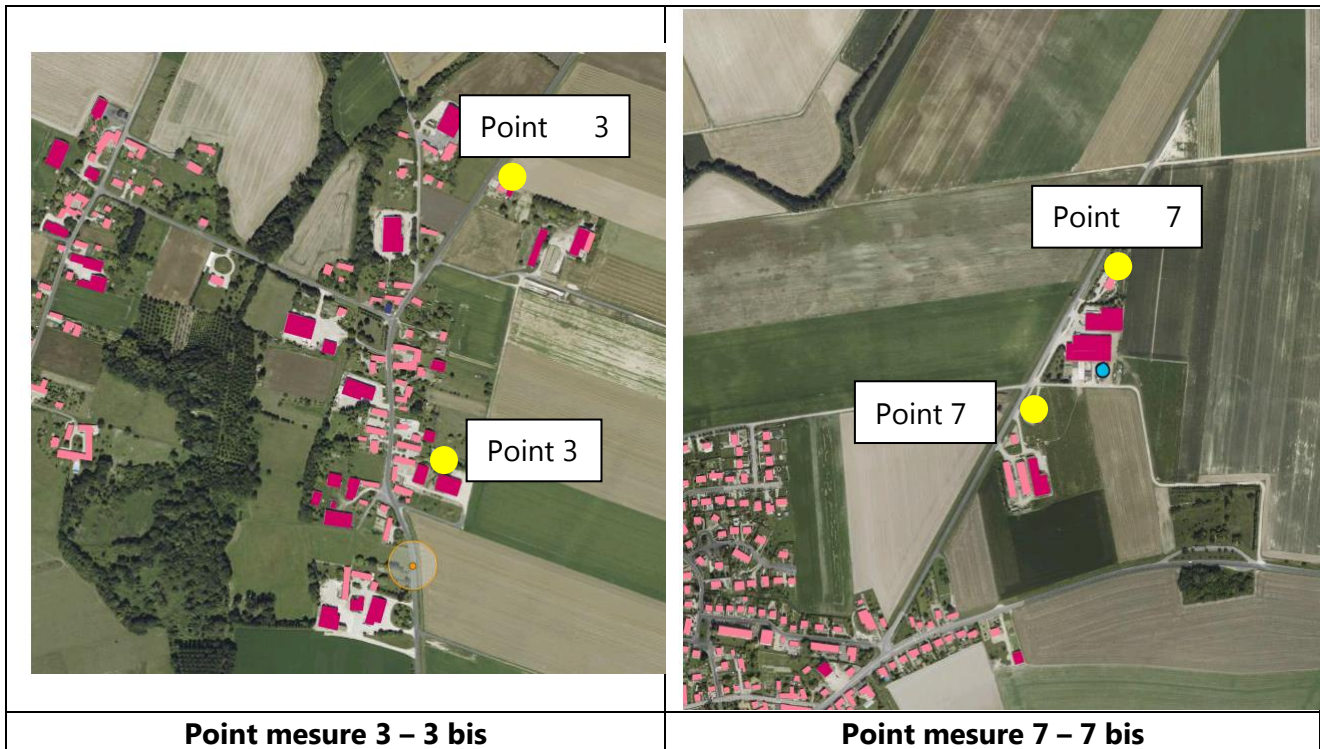 Point 3
Point 3
Point mesure 3 – 3 bis
Point 7
Point 7
Point mesure 7 – 7 bis